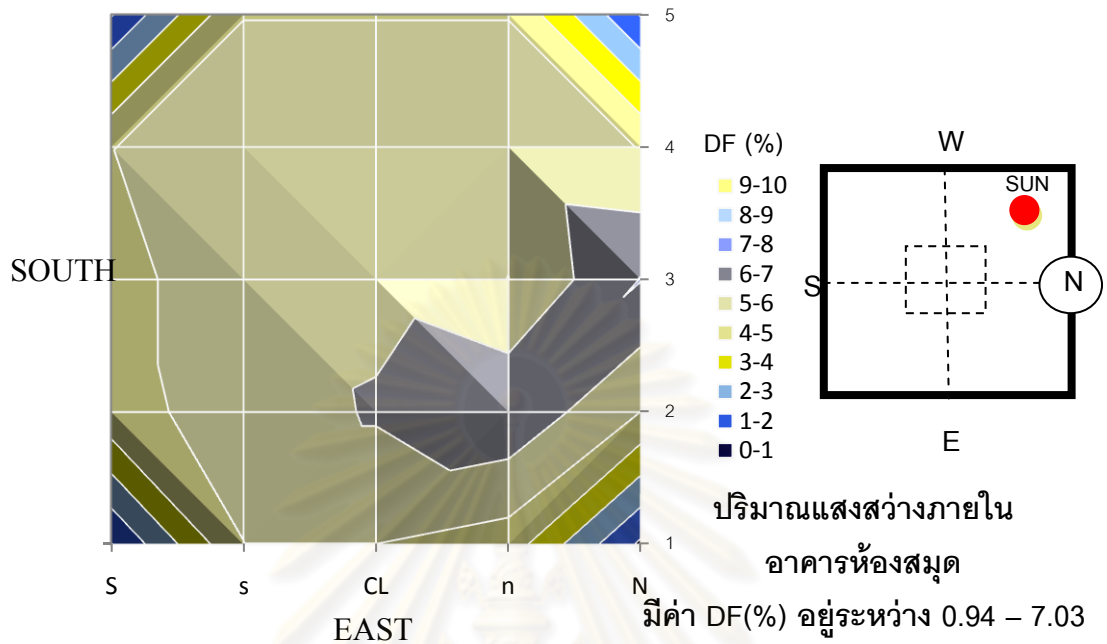 5
4
3
2
1
SOUTH
S
s
CL
n
N
EAST
DF (%)
9-10
8-9
7-8
6-7
5-6
4-5
3-4
2-3
1-2
0-1
W
SUN
S
N
E
ปริมาณแสงสว่างภายใน
อาคารห้องสมุด
มีค่า DF(%) อยู่ระหว่าง 0.94 – 7.03